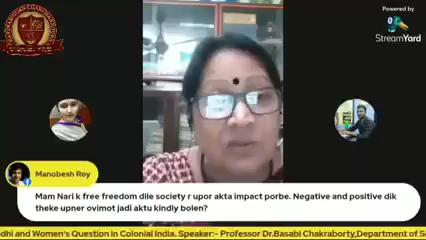 Powered by
StreamYard
Manobesh Roy
Mam Nari k free freedom dile society r upor akta impact porbe. Negative and positive dik
theke upner ovimot jadi aktu kindly bolen?
dhi and Women's Question in Colonial India. Speaker:- Professor Dr.Basabi Chakraborty,Department of S